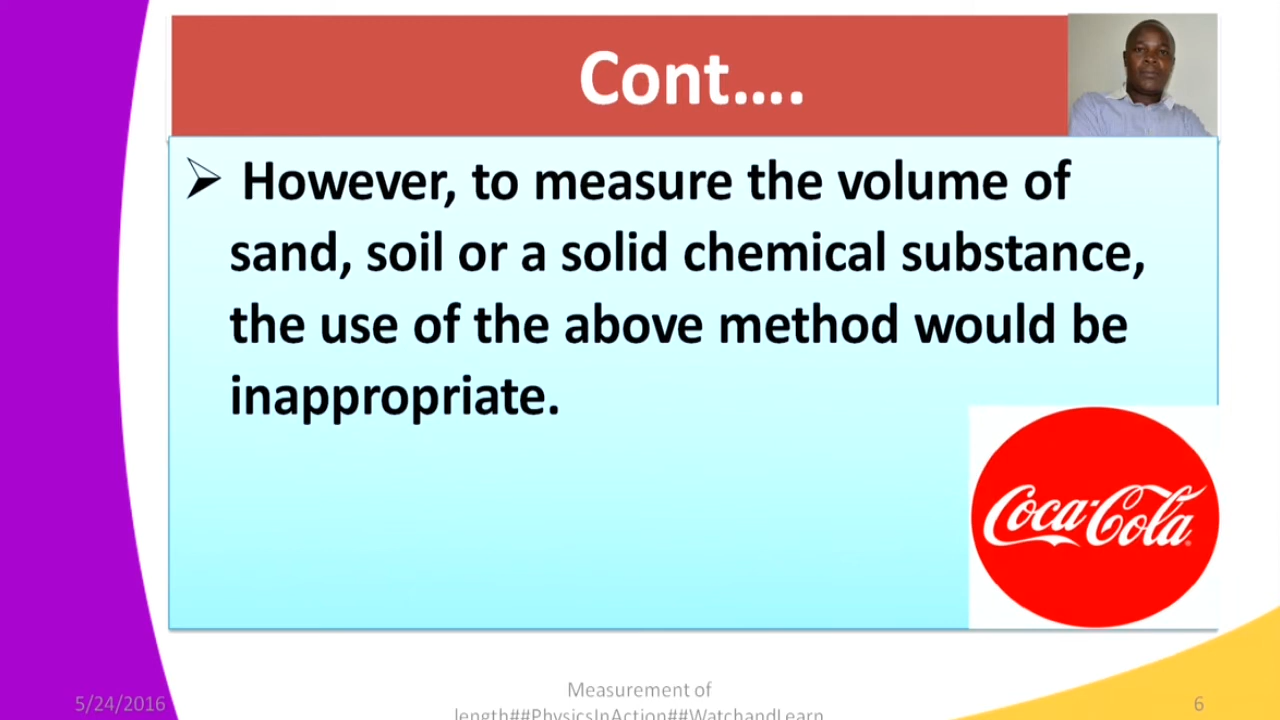 Cont....
➢ However, to measure the volume of
sand, soil or a solid chemical substance,
the use of the above method would be
inappropriate.
Coca-Cola
5/24/2016
Measurement of
length##PhysicsInAction##WatchandLearn
6